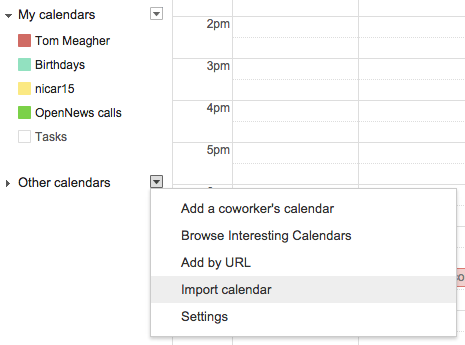 My calendars
Tom Meagher
Birthdays
nicar15
OpenNews calls
Tasks
Other calendars
2pm
3pm
4pm
5pm
Add a coworker's calendar
Browse Interesting Calendars
Add by URL
Import calendar
Settings